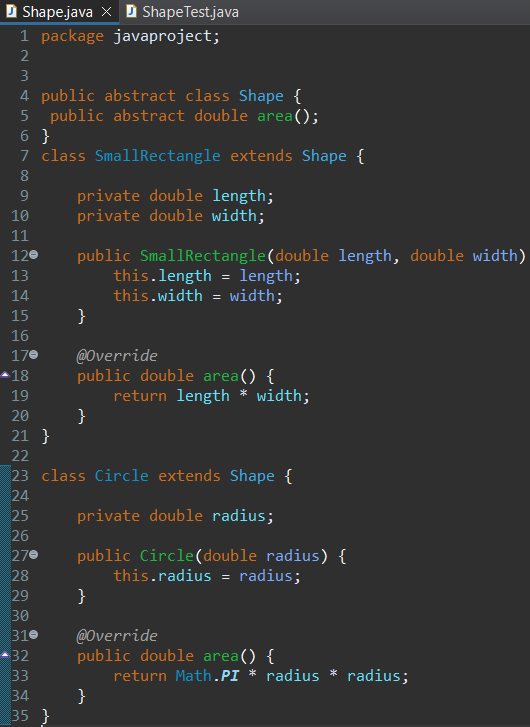 Shape.java ShapeTest.java
1 package javaproject;
2
3
4 public abstract class Shape {
5 public abstract double area();
6 }
7 class SmallRectangle extends Shape {
8
9 private double length;
10 private double width;
11
12 public SmallRectangle(double length, double width)
13 this.length = length;
14 this.width = width;
15 }
16
17 @Override
18 public double area() {
19 return length * width;
20 }
21 }
22
23 class Circle extends Shape {
24
25 private double radius;
26
27 public Circle(double radius) {
28 this.radius = radius;
29 }
30
31 @Override
32 public double area() {
33 return Math.PI * radius * radius;
34 }
35 }